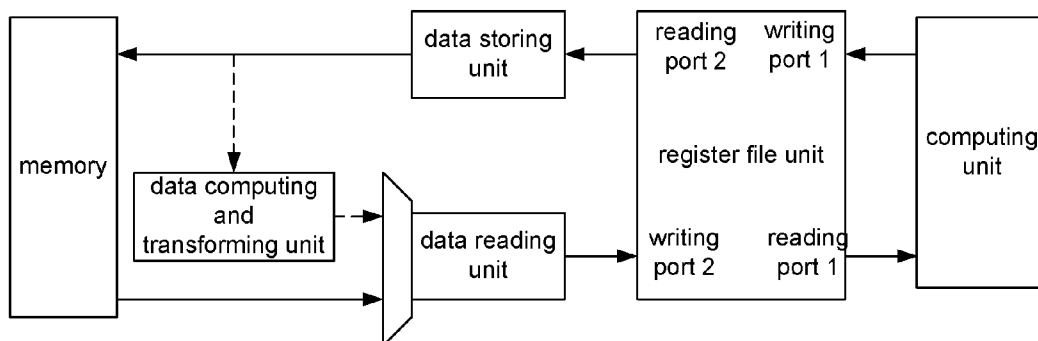 memory
data storing
unit
data computing
and
transforming unit
data reading
unit
reading
port 2
writing
port 1
register file unit
writing
port 2
reading
port 1
computing
unit